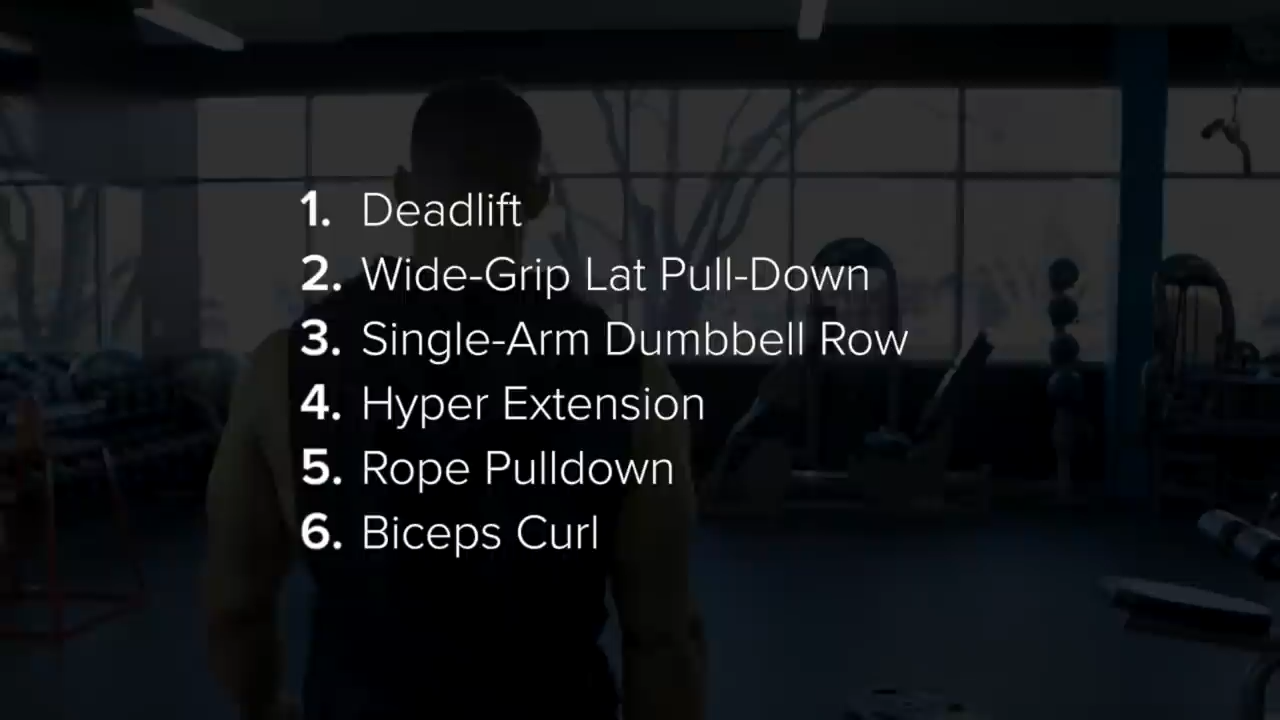 1. Deadlift
2. Wide-Grip Lat Pull-Down
3. Single-Arm Dumbbell Row
4. Hyper Extension
5. Rope Pulldown
6. Biceps Curl